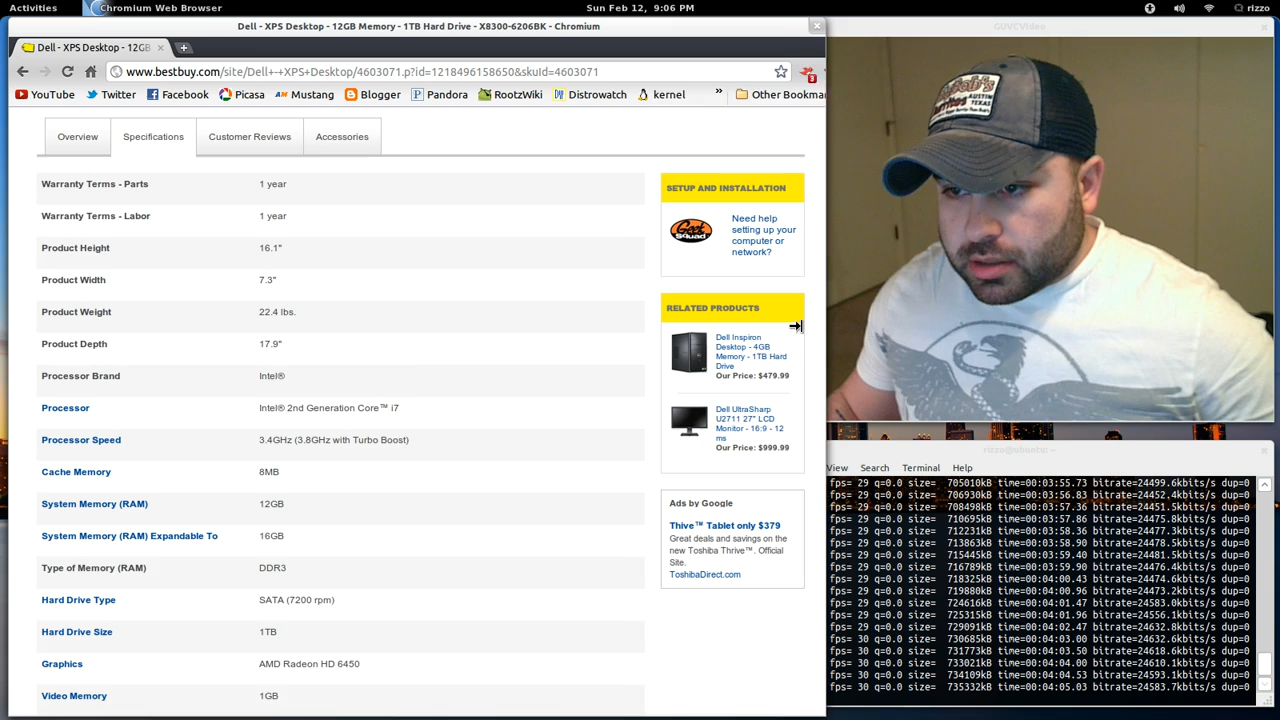 Activities
Chromium Web Browser
Sun Feb 12, 9:06 PM
rizzo
Dell - XPS Desktop - 12GB Memory - 1TB Hard Drive - X8300-6206BK - Chromium
Dell - XPS Desktop - 12GB
www.bestbuy.com/site/Dell+-+XPS+Desktop/4603071.p?id=1218496158650&skuId=4603071
3
YouTube
Twitter
Facebook
Picasa
Mustang
Blogger
Pandora
RootzWiki
Distrowatch
kernel
»
Other Bookmar
Overview
Specifications
Customer Reviews
Accessories
Warranty Terms - Parts 1 year
Warranty Terms - Labor 1 year
Product Height 16.1"
Product Width 7.3"
Product Weight 22.4 lbs.
Product Depth 17.9"
Processor Brand Intel®
Processor Intel® 2nd Generation Core™ i7
Processor Speed 3.4GHz (3.8GHz with Turbo Boost)
Cache Memory 8MB
System Memory (RAM) 12GB
System Memory (RAM) Expandable To 16GB
Type of Memory (RAM) DDR3
Hard Drive Type SATA (7200 rpm)
Hard Drive Size 1TB
Graphics AMD Radeon HD 6450
Video Memory 1GB
SETUP AND INSTALLATION
Geek
Squad
Need help
setting up your
computer or
network?
RELATED PRODUCTS
Dell Inspiron
Desktop - 4GB
Memory - 1TB Hard
Drive
Our Price: $479.99
Dell UltraSharp
U2711 27" LCD
Monitor - 16:9 - 12
ms
Our Price: $999.99
Ads by Google
Thrive™ Tablet only $379
Great deals and savings on the
new Toshiba Thrive™. Official
Site.
ToshibaDirect.com
GUVCVideo
AUSTIN
TEXAS
rizzo@ubuntu: ~
View Search Terminal Help
fps= 29 q=0.0 size= 705010kB time=00:03:55.73 bitrate=24499.6kbits/s dup=0
fps= 29 q=0.0 size= 706930kB time=00:03:56.83 bitrate=24452.4kbits/s dup=0
fps= 29 q=0.0 size= 708498kB time=00:03:57.36 bitrate=24451.5kbits/s dup=0
fps= 29 q=0.0 size= 710695kB time=00:03:57.86 bitrate=24475.8kbits/s dup=0
fps= 29 q=0.0 size= 712231kB time=00:03:58.36 bitrate=24477.3kbits/s dup=0
fps= 29 q=0.0 size= 713863kB time=00:03:58.90 bitrate=24478.5kbits/s dup=0
fps= 29 q=0.0 size= 715445kB time=00:03:59.40 bitrate=24481.5kbits/s dup=0
fps= 29 q=0.0 size= 716789kB time=00:03:59.90 bitrate=24476.2kbits/s dup=0
fps= 29 q=0.0 size= 718325kB time=00:04:00.43 bitrate=24474.6kbits/s dup=0
fps= 29 q=0.0 size= 719880kB time=00:04:00.96 bitrate=24473.2kbits/s dup=0
fps= 29 q=0.0 size= 724616kB time=00:04:01.47 bitrate=24583.0kbits/s dup=0
fps= 29 q=0.0 size= 725315kB time=00:04:01.96 bitrate=24556.1kbits/s dup=0
fps= 29 q=0.0 size= 729091kB time=00:04:02.47 bitrate=24632.8kbits/s dup=0
fps= 30 q=0.0 size= 730685kB time=00:04:03.00 bitrate=24632.6kbits/s dup=0
fps= 30 q=0.0 size= 731773kB time=00:04:03.50 bitrate=24618.6kbits/s dup=0
fps= 30 q=0.0 size= 733021kB time=00:04:04.00 bitrate=24610.1kbits/s dup=0
fps= 30 q=0.0 size= 734109kB time=00:04:04.53 bitrate=24593.1kbits/s dup=0
fps= 30 q=0.0 size= 735332kB time=00:04:05.03 bitrate=24583.7kbits/s dup=0